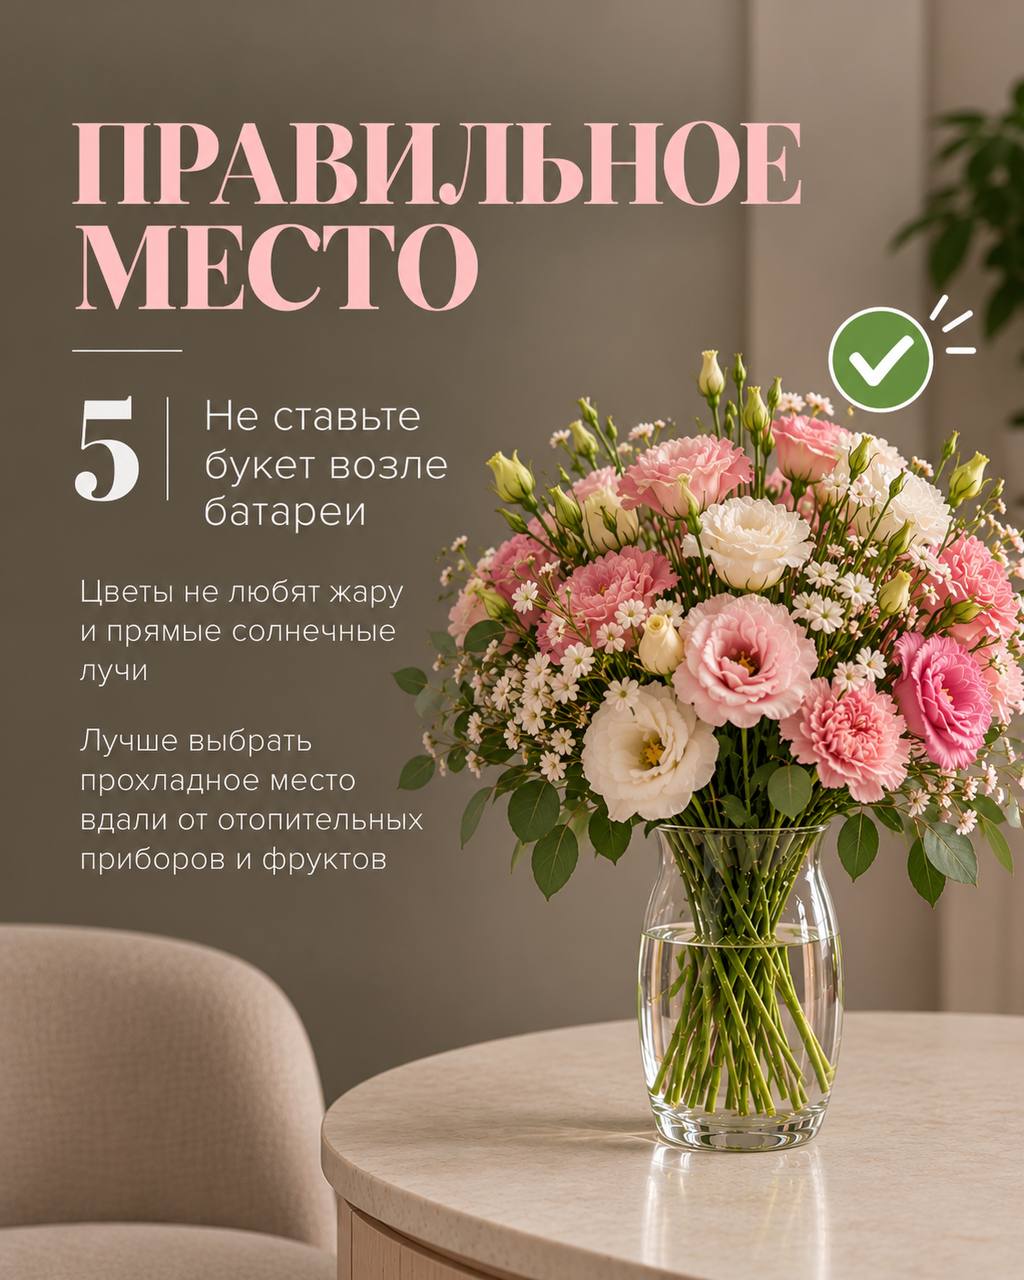 ПРАВИЛЬНОЕ
МЕСТО
5
Не ставьте
букет возле
батареи
Цветы не любят жару
и прямые солнечные
лучи
Лучше выбрать
прохладное место
вдали от отопительных
приборов и фруктов